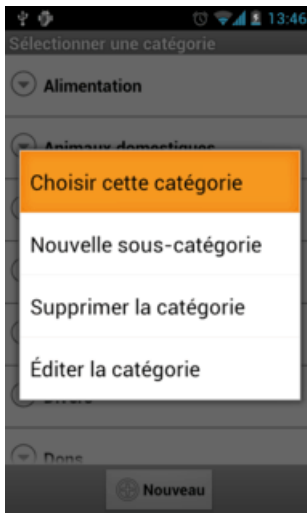 13:46
Sélectionner une catégorie
Alimentation
Animaux domestiques
Choisir cette catégorie
Nouvelle sous-catégorie
Supprimer la catégorie
Éditer la catégorie
Divers
Dons
Nouveau